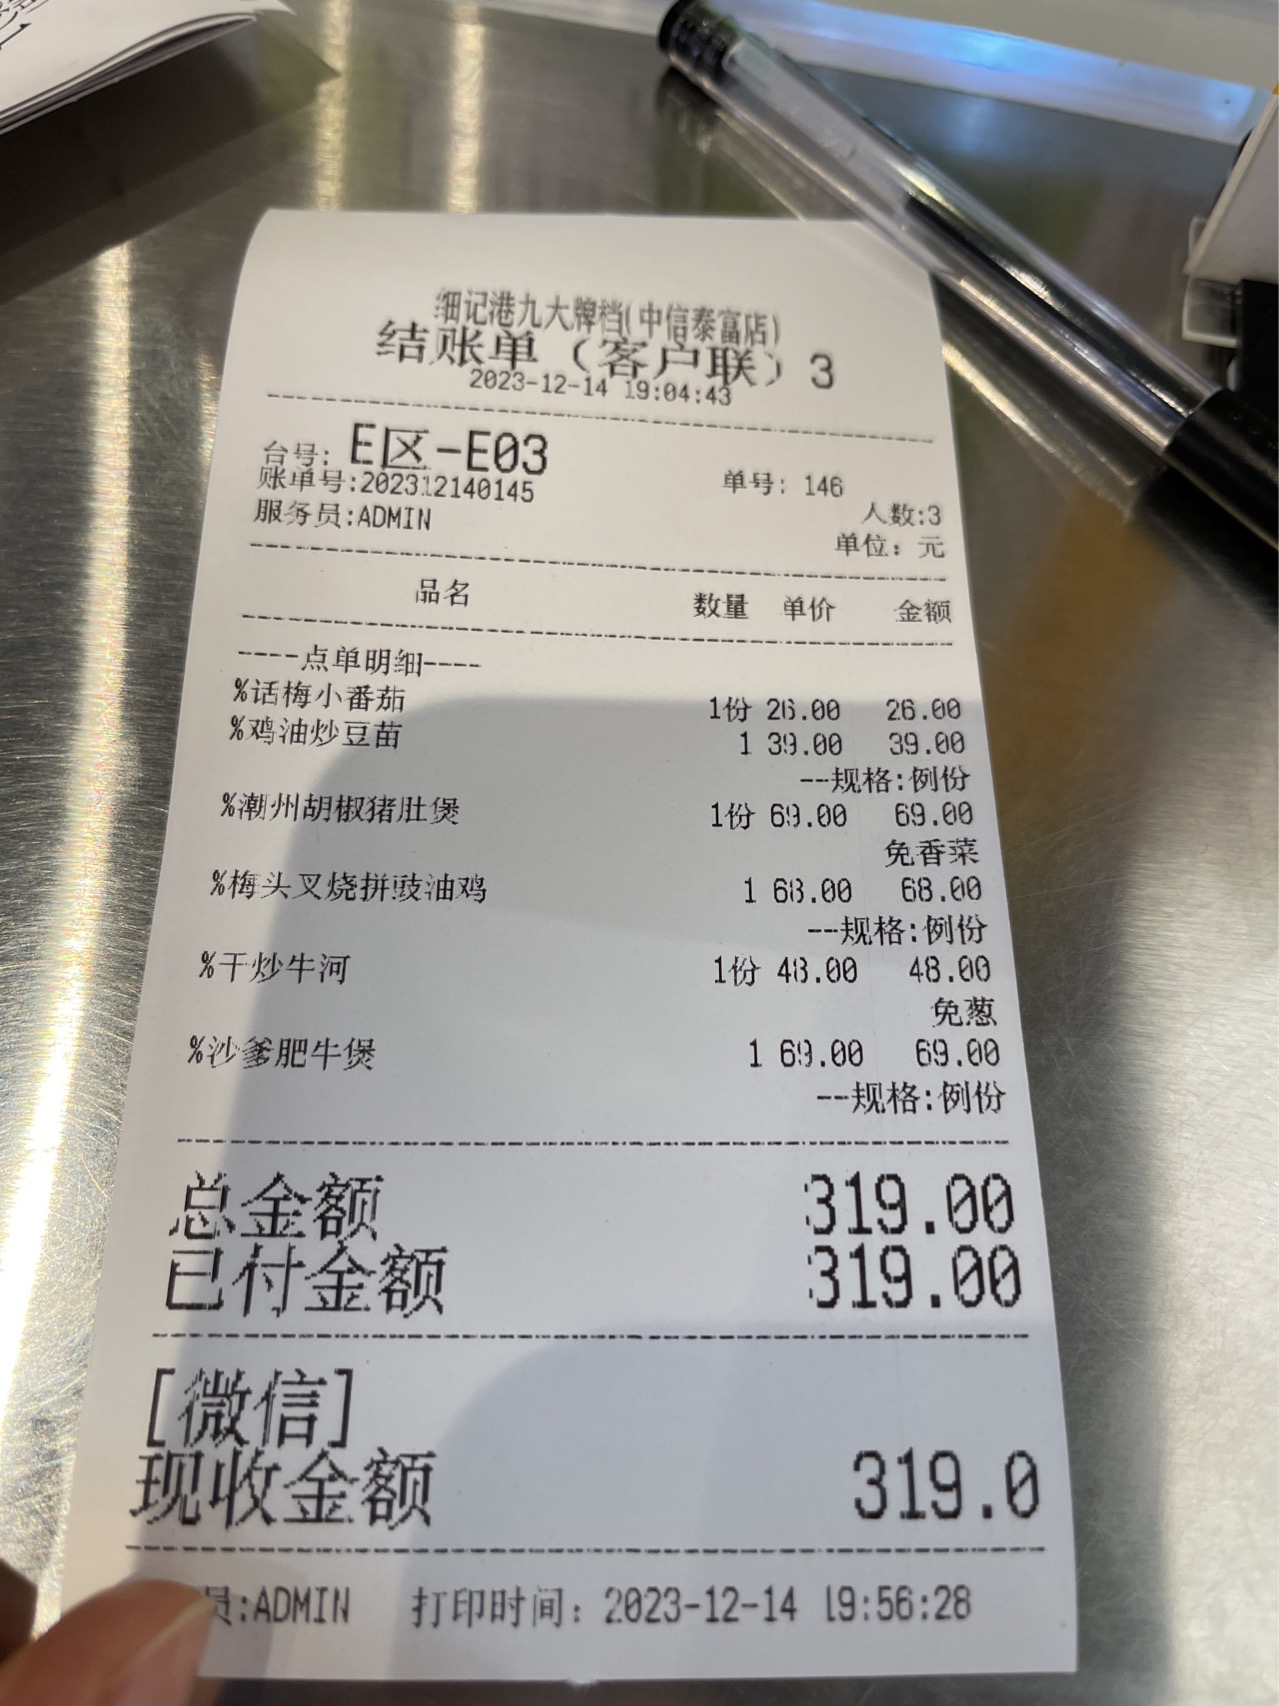 细记港九大牌档(中信泰富店)
结账单（客户联）3
2023-12-14 19:04:43
台号: E区-E03
账单号:202312140145 单号: 146
服务员:ADMIN 人数:3
单位: 元
品名 数量 单价 金额
----点单明细----
%话梅小番茄 1份 26.00 26.00
%鸡油炒豆苗 1 39.00 39.00
--规格:例份
%潮州胡椒猪肚煲 1份 69.00 69.00
免香菜
%梅头叉烧拼豉油鸡 1 68.00 68.00
--规格:例份
%干炒牛河 1份 48.00 48.00
免葱
%沙爹肥牛煲 1 69.00 69.00
--规格:例份
总金额 319.00
已付金额 319.00
[微信]
现收金额 319.0
员:ADMIN 打印时间: 2023-12-14 19:56:28